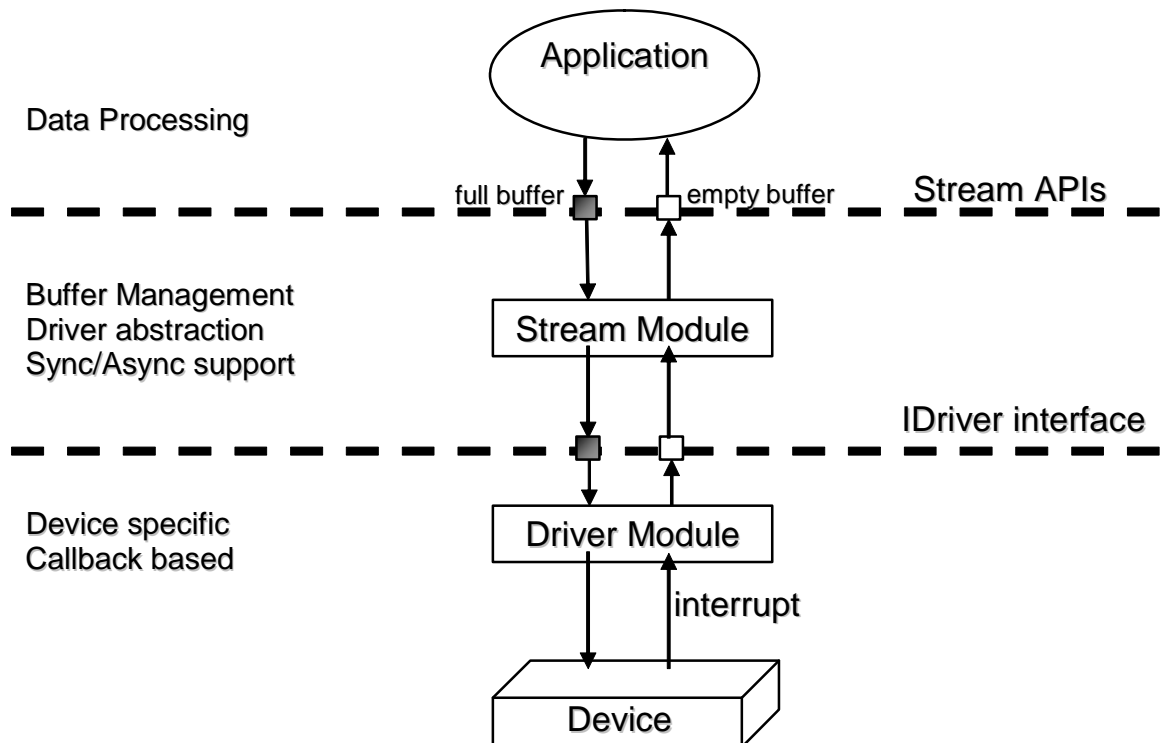 Application
Data Processing
full buffer
empty buffer
Stream APIs
Buffer Management
Driver abstraction
Sync/Async support
Stream Module
IDriver interface
Device specific
Callback based
Driver Module
interrupt
Device